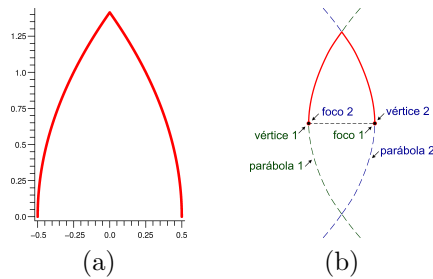 1.25
1.0
0.75
0.5
0.25
0.0
−0.5 −0.25 0.0 0.25 0.5
(a)
foco 2
vértice 2
vértice 1
foco 1
parábola 1
parábola 2
(b)